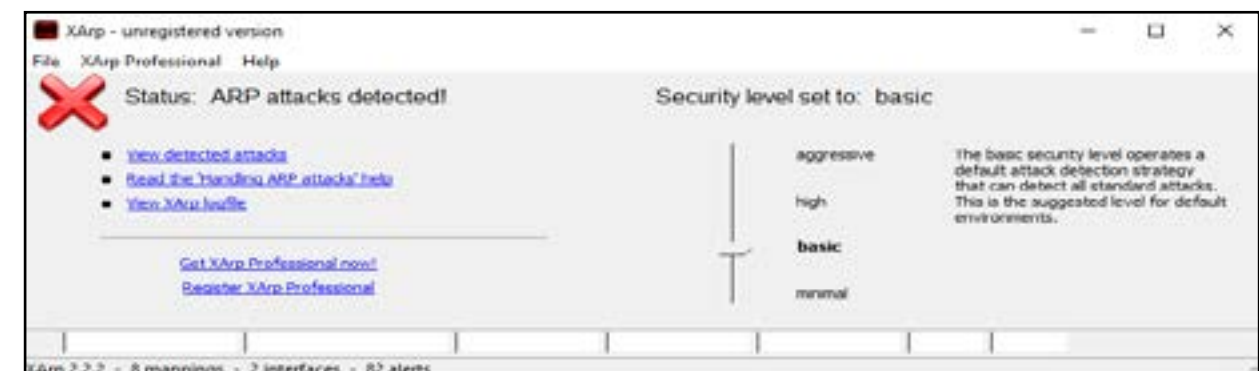 XArp - unregistered version
File XArp Professional Help
Status: ARP attacks detected!
View detected attacks
Read the 'Handling ARP attacks' help
View XArp logfile
Get XArp Professional now!
Register XArp Professional
Security level set to: basic
aggressive
high
basic
minimal
The basic security level operates a
default attack detection strategy
that can detect all standard attacks.
This is the suggested level for default
environments.
XArp 2.2.2 - 8 mappings - 2 interfaces - 82 alerts